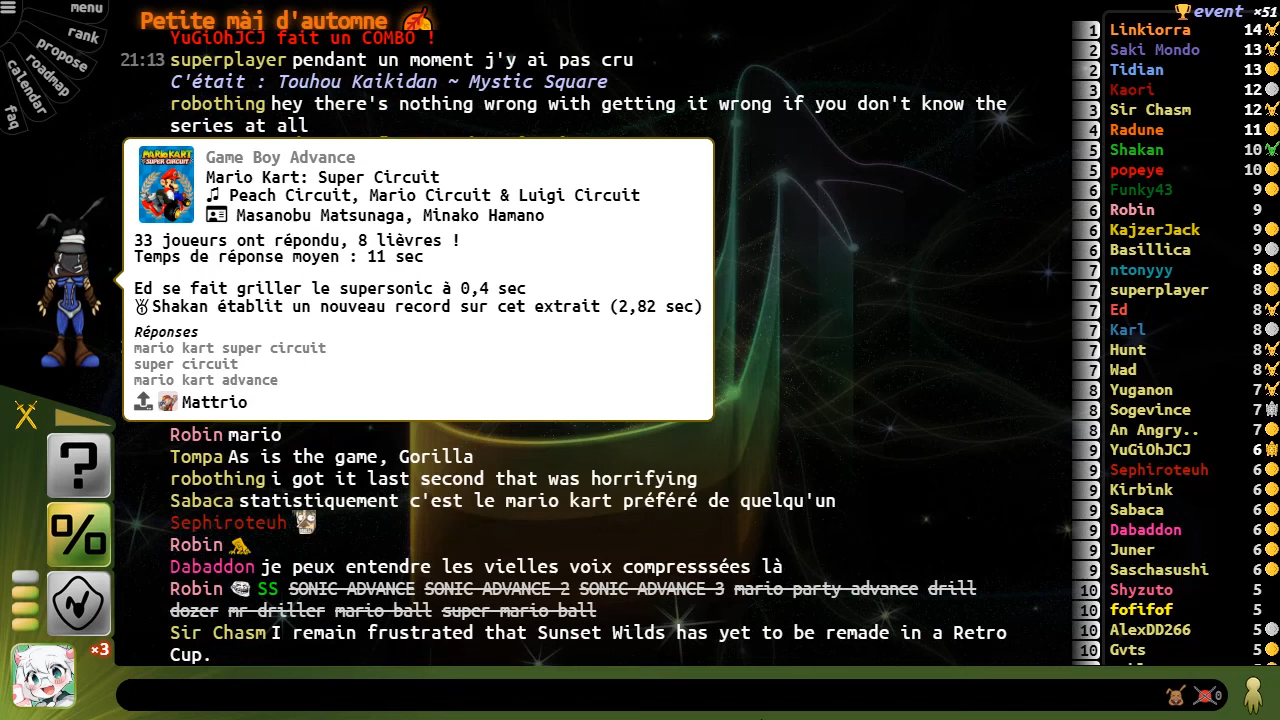 menu
rank
propose
roadmap
calendar
faq
Petite màj d'automne
YuGiOhJCJ fait un COMBO !
21:13 superplayer pendant un moment j'y ai pas cru
C'était : Touhou Kaikidan ~ Mystic Square
robothing hey there's nothing wrong with getting it wrong if you don't know the
series at all
MARIO KART
SUPER CIRCUIT
Game Boy Advance
Mario Kart: Super Circuit
Peach Circuit, Mario Circuit & Luigi Circuit
Masanobu Matsunaga, Minako Hamano
33 joueurs ont répondu, 8 lièvres !
Temps de réponse moyen : 11 sec
Ed se fait griller le supersonic à 0,4 sec
Shakan établit un nouveau record sur cet extrait (2,82 sec)
Réponses
mario kart super circuit
super circuit
mario kart advance
Mattrio
Robin mario
Tompa As is the game, Gorilla
robothing i got it last second that was horrifying
Sabaca statistiquement c'est le mario kart préféré de quelqu'un
Sephiroteuh
Robin
Dabaddon je peux entendre les vielles voix compresssées là
Robin SS SONIC ADVANCE SONIC ADVANCE 2 SONIC ADVANCE 3 mario party advance drill
dozer mr driller mario ball super mario ball
Sir Chasm I remain frustrated that Sunset Wilds has yet to be remade in a Retro
Cup.
?
%
×3
0
event ×51
1 Linkiorra 14
2 Saki Mondo 13
2 Tidian 13
3 Kaori 12
3 Sir Chasm 12
4 Radune 11
5 Shakan 10
5 popeye 10
6 Funky43 9
6 Robin 9
6 KajzerJack 9
6 Basillica 9
7 ntonyyy 8
7 superplayer 8
7 Ed 8
7 Karl 8
7 Hunt 8
7 Wad 8
8 Yuganon 7
8 Sogevince 7
8 An Angry.. 7
9 YuGiOhJCJ 6
9 Sephiroteuh 6
9 Kirbink 6
9 Sabaca 6
9 Dabaddon 6
9 Juner 6
9 Saschasushi 6
10 Shyzuto 5
10 fofifof 5
10 AlexDD266 5
10 Gvts 5